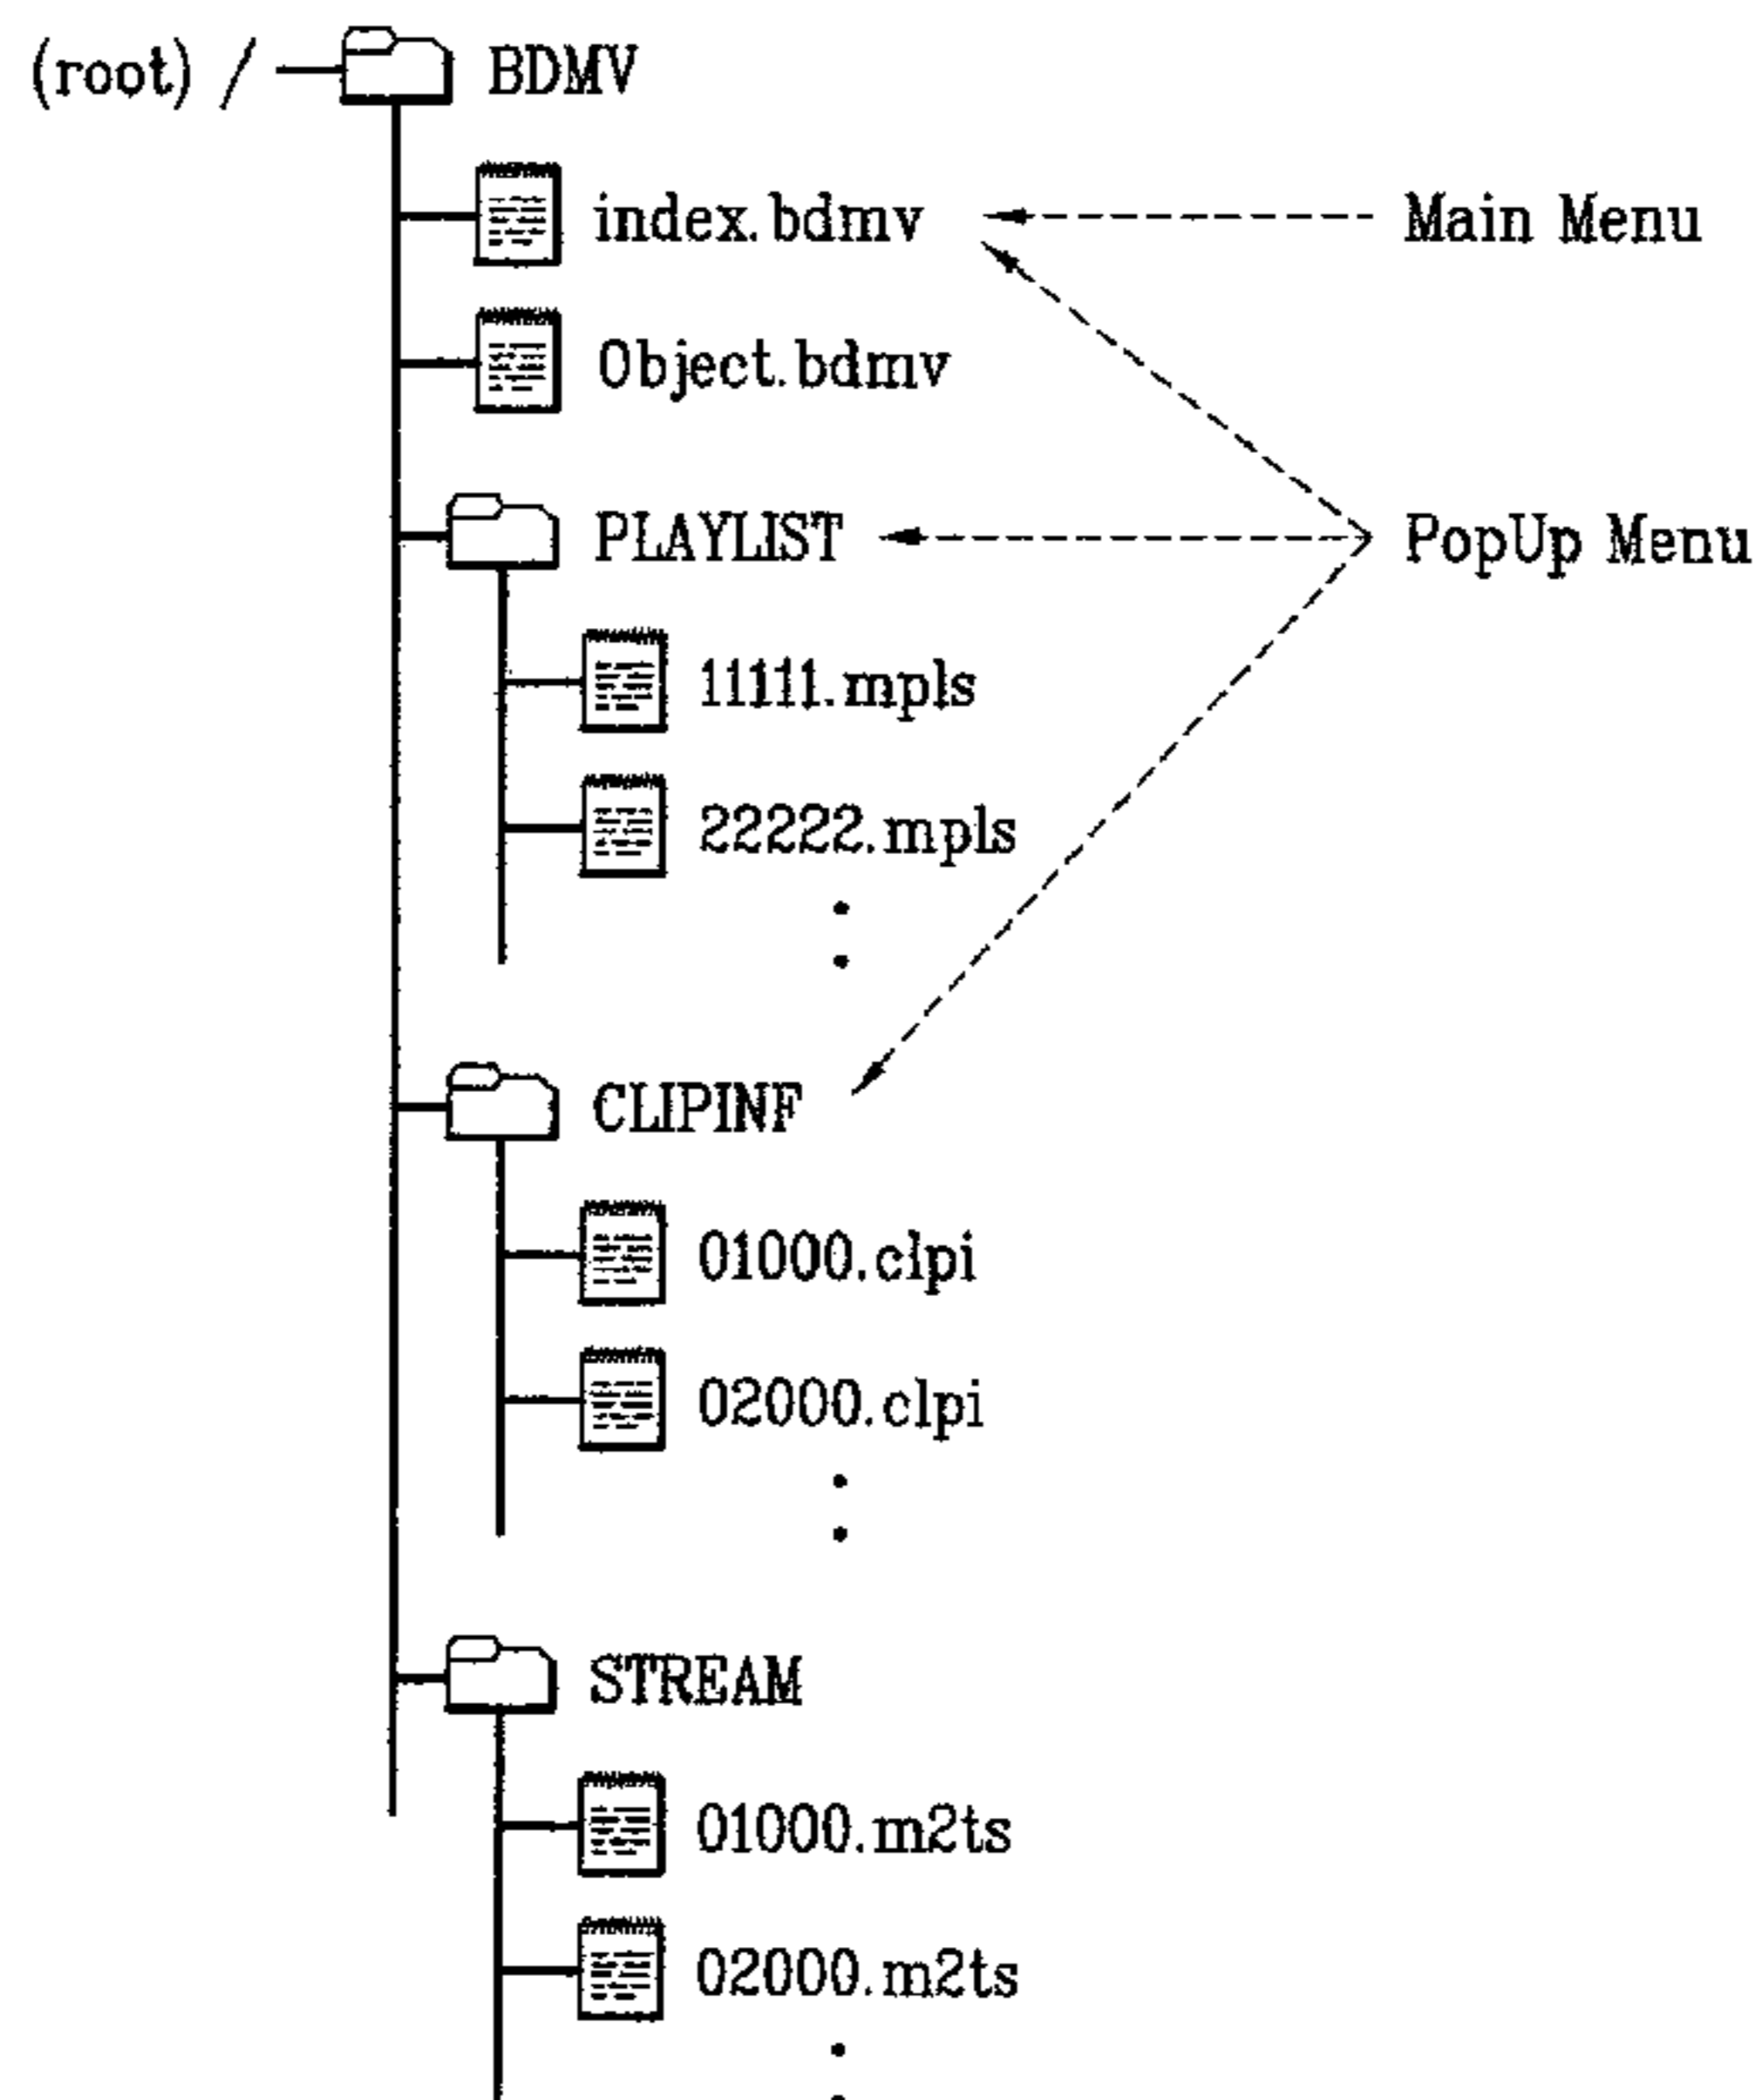 (root) / BDMV
index.bdmv Main Menu
Object.bdmv
PLAYLIST PopUp Menu
11111.mpls
22222.mpls
CLIPINF
01000.clpi
02000.clpi
STREAM
01000.m2ts
02000.m2ts